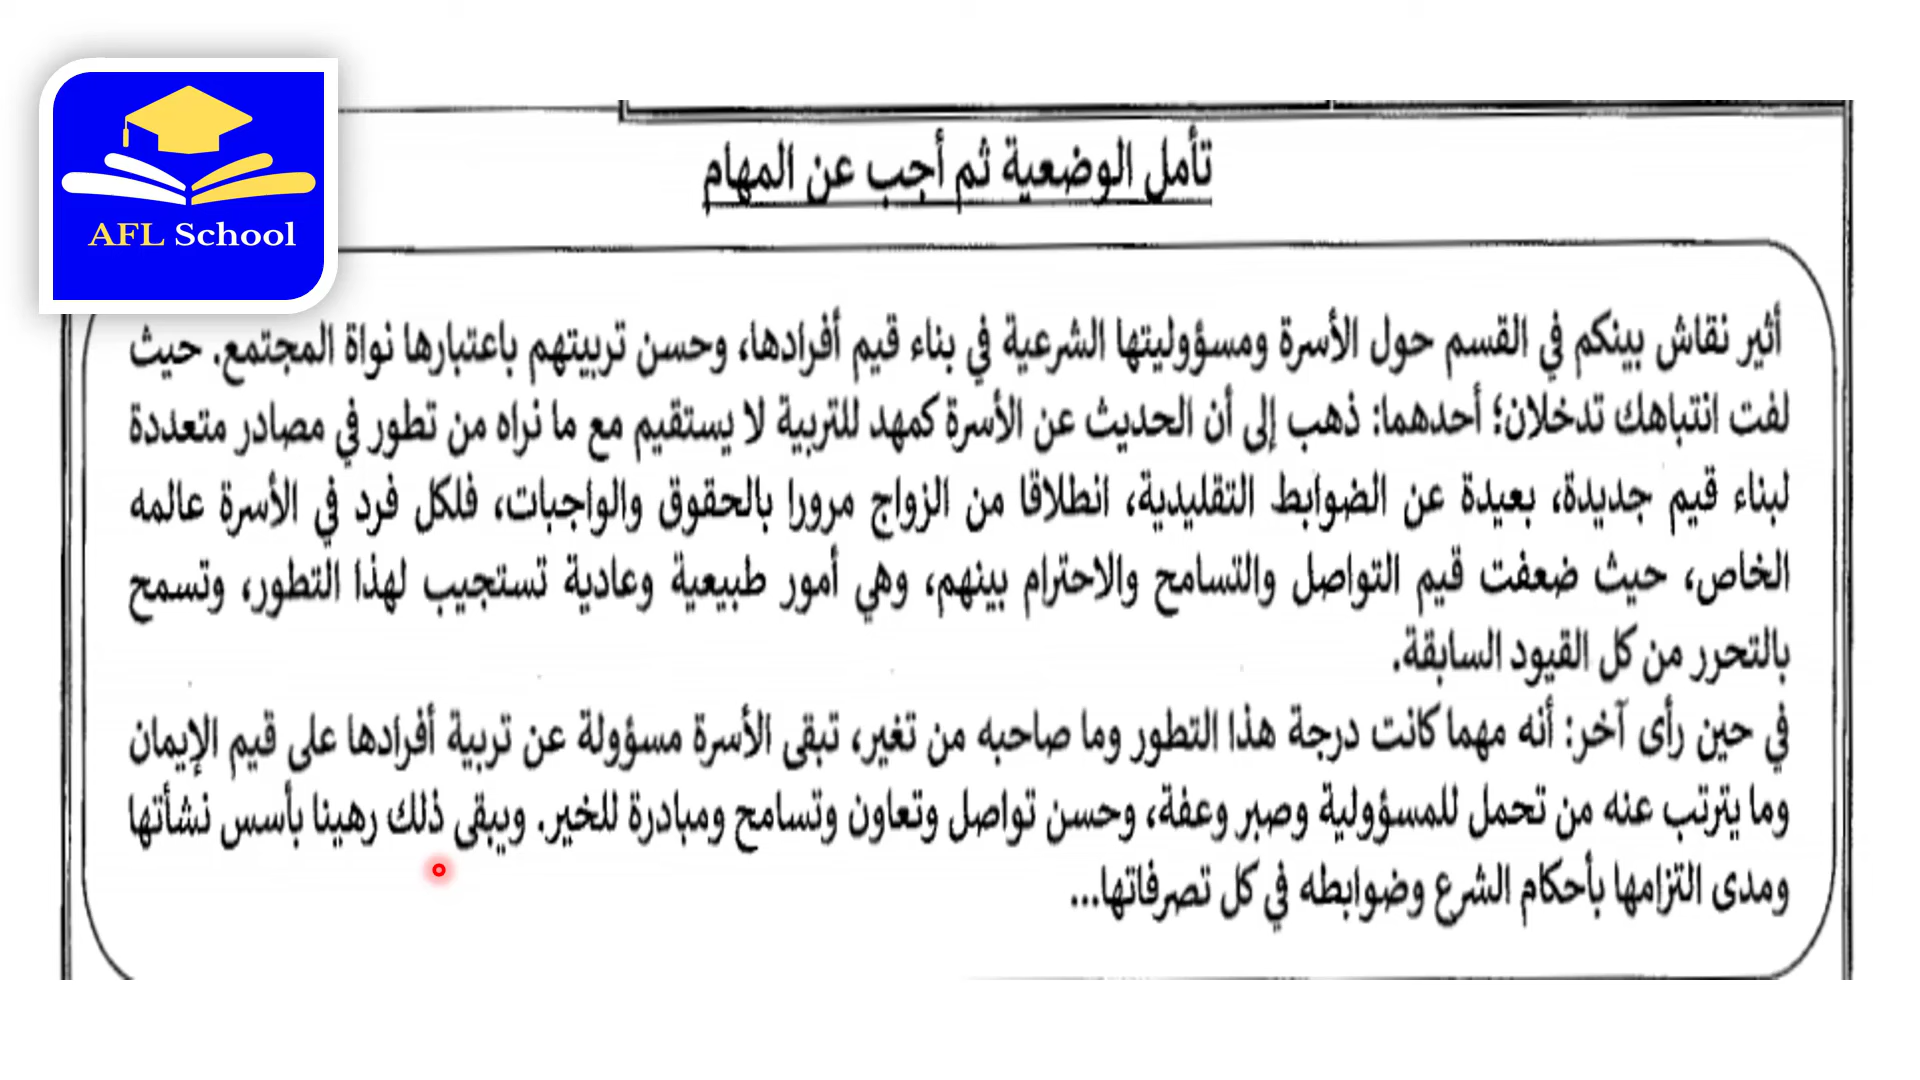 AFL School
تأمل الوضعية ثم أجب عن المهام
أثير نقاش بينكم في القسم حول الأسرة ومسؤوليتها الشرعية في بناء قيم أفرادها، وحسن تربيتهم باعتبارها نواة المجتمع. حيث
لفت انتباهك تدخلان؛ أحدهما: ذهب إلى أن الحديث عن الأسرة كمهد للتربية لا يستقيم مع ما نراه من تطور في مصادر متعددة
لبناء قيم جديدة، بعيدة عن الضوابط التقليدية، انطلاقا من الزواج مرورا بالحقوق والواجبات، فلكل فرد في الأسرة عالمه
الخاص، حيث ضعفت قيم التواصل والتسامح والاحترام بينهم، وهي أمور طبيعية وعادية تستجيب لهذا التطور، وتسمح
بالتحرر من كل القيود السابقة.
في حين رأى آخر: أنه مهما كانت درجة هذا التطور وما صاحبه من تغير، تبقى الأسرة مسؤولة عن تربية أفرادها على قيم الإيمان
وما يترتب عنه من تحمل للمسؤولية وصبر وعفة، وحسن تواصل وتعاون وتسامح ومبادرة للخير. ويبقى ذلك رهينا بأسس نشأتها
ومدى التزامها بأحكام الشرع وضوابطه في كل تصرفاتها...